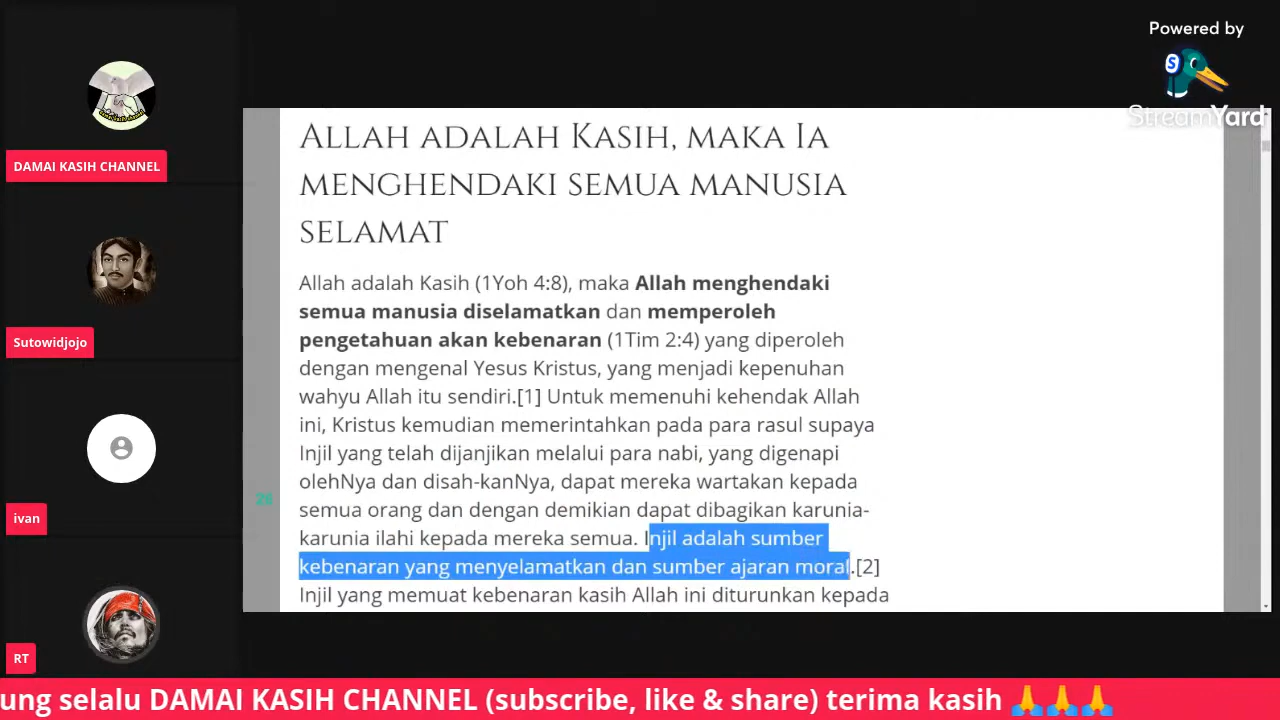 Powered by
StreamYard
DAMAI KASIH CHANNEL
Sutowidjojo
ivan
RT
ALLAH ADALAH KASIH, MAKA IA
MENGHENDAKI SEMUA MANUSIA
SELAMAT
Allah adalah Kasih (1Yoh 4:8), maka Allah menghendaki
semua manusia diselamatkan dan memperoleh
pengetahuan akan kebenaran (1Tim 2:4) yang diperoleh
dengan mengenal Yesus Kristus, yang menjadi kepenuhan
wahyu Allah itu sendiri.[1] Untuk memenuhi kehendak Allah
ini, Kristus kemudian memerintahkan pada para rasul supaya
Injil yang telah dijanjikan melalui para nabi, yang digenapi
olehNya dan disah-kanNya, dapat mereka wartakan kepada
semua orang dan dengan demikian dapat dibagikan karunia-
karunia ilahi kepada mereka semua. Injil adalah sumber
kebenaran yang menyelamatkan dan sumber ajaran moral.[2]
Injil yang memuat kebenaran kasih Allah ini diturunkan kepada
ung selalu DAMAI KASIH CHANNEL (subscribe, like & share) terima kasih 🙏🙏🙏